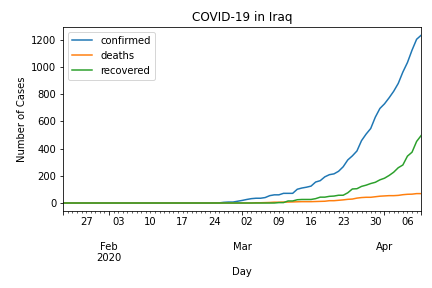 COVID-19 in Iraq
confirmed
deaths
recovered
Number of Cases
1200
1000
800
600
400
200
0
27 03 10 17 24 02 09 16 23 30 06
Feb Mar Apr
2020
Day